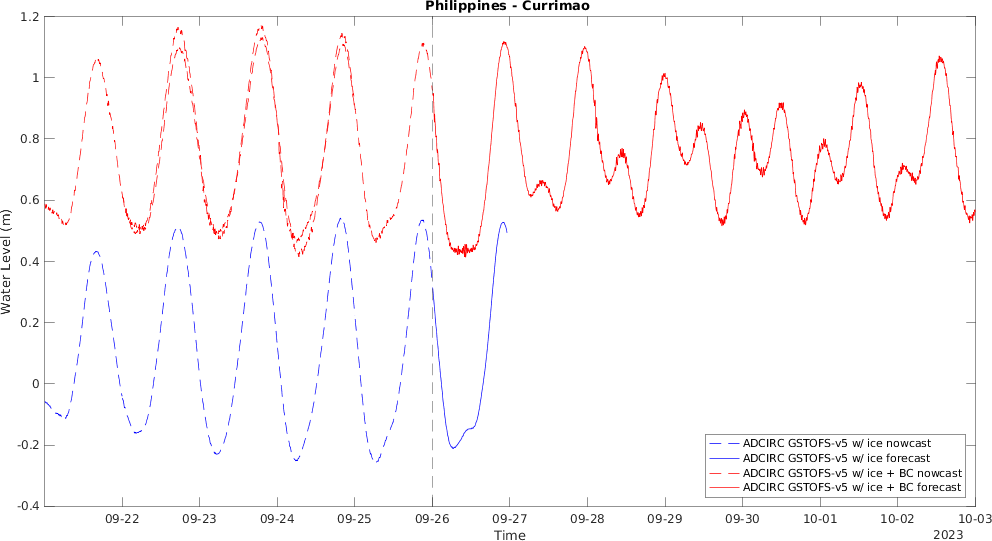 Philippines - Currimao
Water Level (m)
1.2
1
0.8
0.6
0.4
0.2
0
-0.2
-0.4
ADCIRC GSTOFS-v5 w/ ice nowcast
ADCIRC GSTOFS-v5 w/ ice forecast
ADCIRC GSTOFS-v5 w/ ice + BC nowcast
ADCIRC GSTOFS-v5 w/ ice + BC forecast
09-22 09-23 09-24 09-25 09-26 09-27 09-28 09-29 09-30 10-01 10-02 10-03
Time
2023